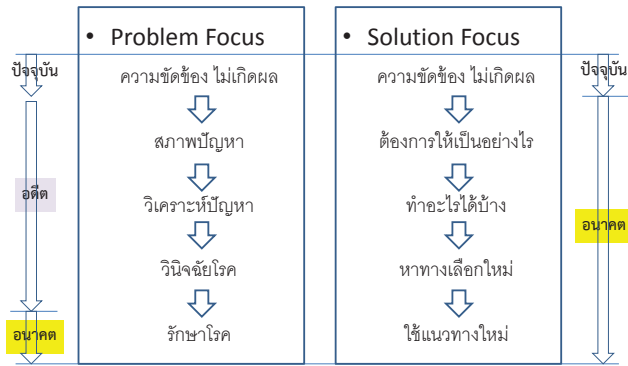 • Problem Focus
• Solution Focus
ปัจจุบัน
ความขัดข้อง ไม่เกิดผล
ความขัดข้อง ไม่เกิดผล
ปัจจุบัน
สภาพปัญหา
ต้องการให้เป็นอย่างไร
อดีต
วิเคราะห์ปัญหา
ทำอะไรได้บ้าง
อนาคต
วินิจฉัยโรค
หาทางเลือกใหม่
อนาคต
รักษาโรค
ใช้แนวทางใหม่